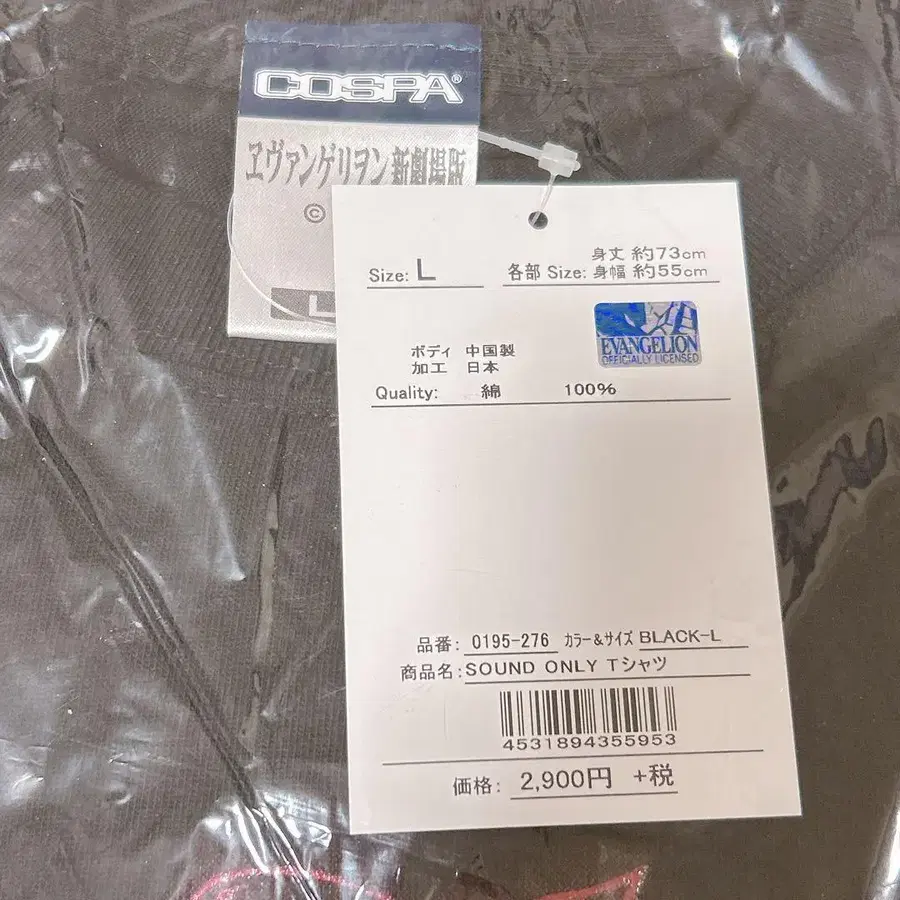 COSPA®
ヱヴァンゲリヲン新劇場版
©
L
Size: L
身丈 約73cm
各部 Size: 身幅 約55cm
EVANGELION
OFFICIALLY LICENSED
ボディ 中国製
加工 日本
Quality: 綿 100%
品番: 0195-276 カラー&サイズ BLACK-L
商品名: SOUND ONLY Tシャツ
4531894355953
価格: 2,900円 +税